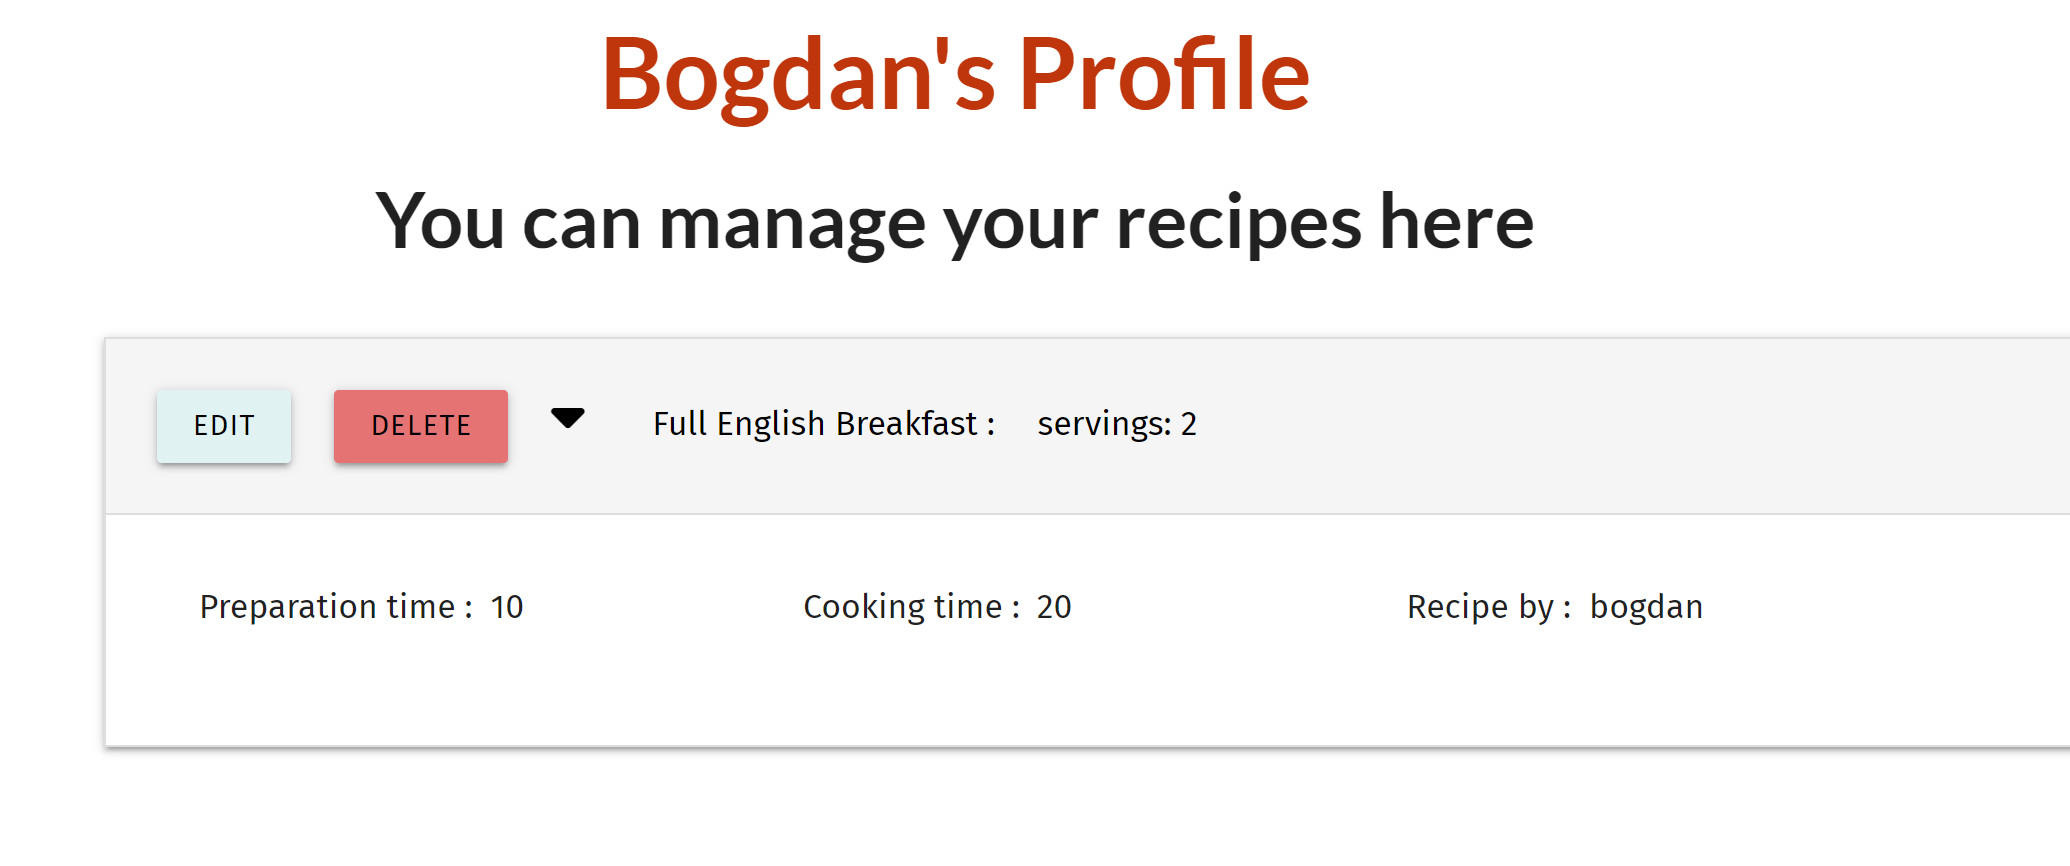 Bogdan's Profile
You can manage your recipes here
EDIT DELETE Full English Breakfast : servings: 2
Preparation time : 10 Cooking time : 20 Recipe by : bogdan